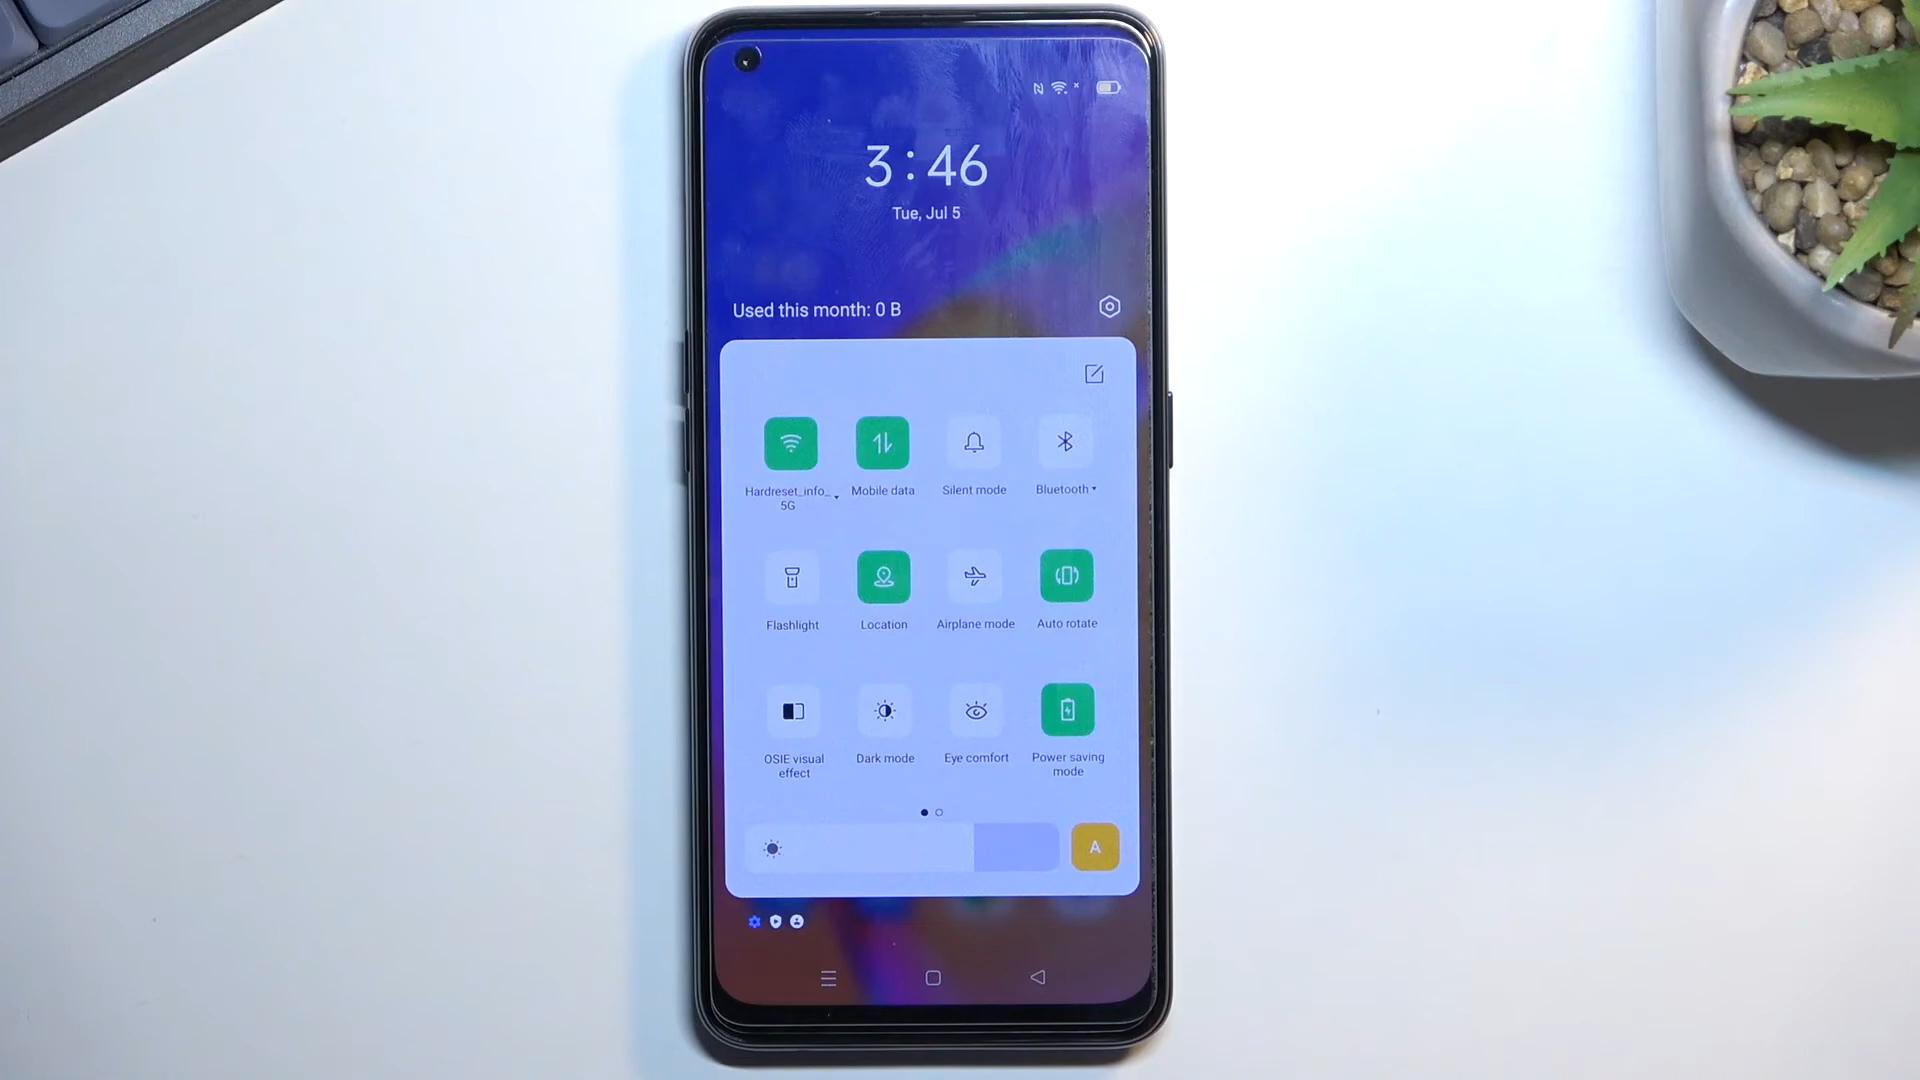 3:46
Tue, Jul 5
Used this month: 0 B
Hardreset_info_
5G
Mobile data
Silent mode
Bluetooth
Flashlight
Location
Airplane mode
Auto rotate
OSIE visual
effect
Dark mode
Eye comfort
Power saving
mode
A